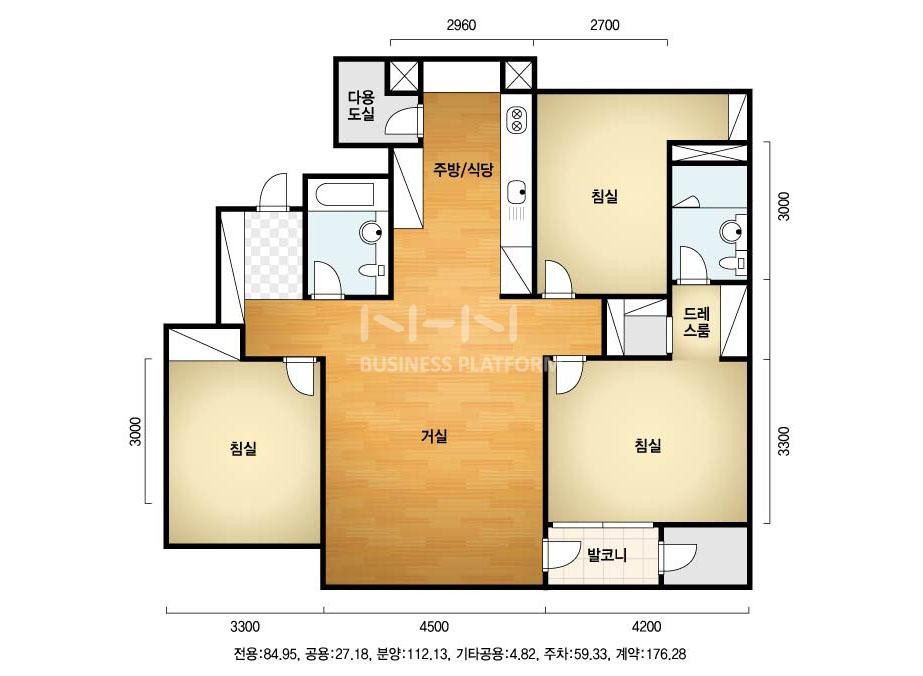 2960
2700
다용
도실
주방/식당
침실
3000
드레
스룸
N-H-N
BUSINESS PLATFORM
3000
침실
거실
침실
3300
발코니
3300
4500
4200
전용:84.95, 공용:27.18, 분양:112.13, 기타공용:4.82, 주차:59.33, 계약:176.28